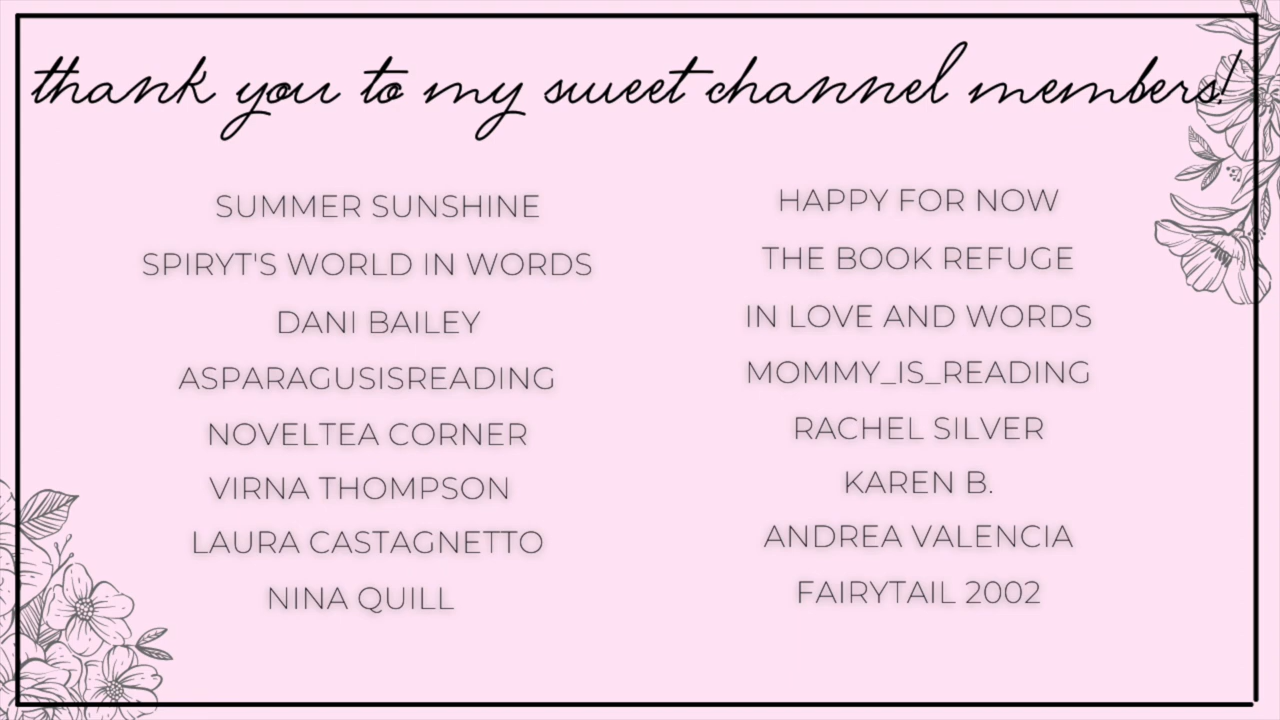 thank you to my sweet channel members!
SUMMER SUNSHINE
SPIRYT'S WORLD IN WORDS
DANI BAILEY
ASPARAGUSISREADING
NOVELTEA CORNER
VIRNA THOMPSON
LAURA CASTAGNETTO
NINA QUILL
HAPPY FOR NOW
THE BOOK REFUGE
IN LOVE AND WORDS
MOMMY_IS_READING
RACHEL SILVER
KAREN B.
ANDREA VALENCIA
FAIRYTAIL 2002